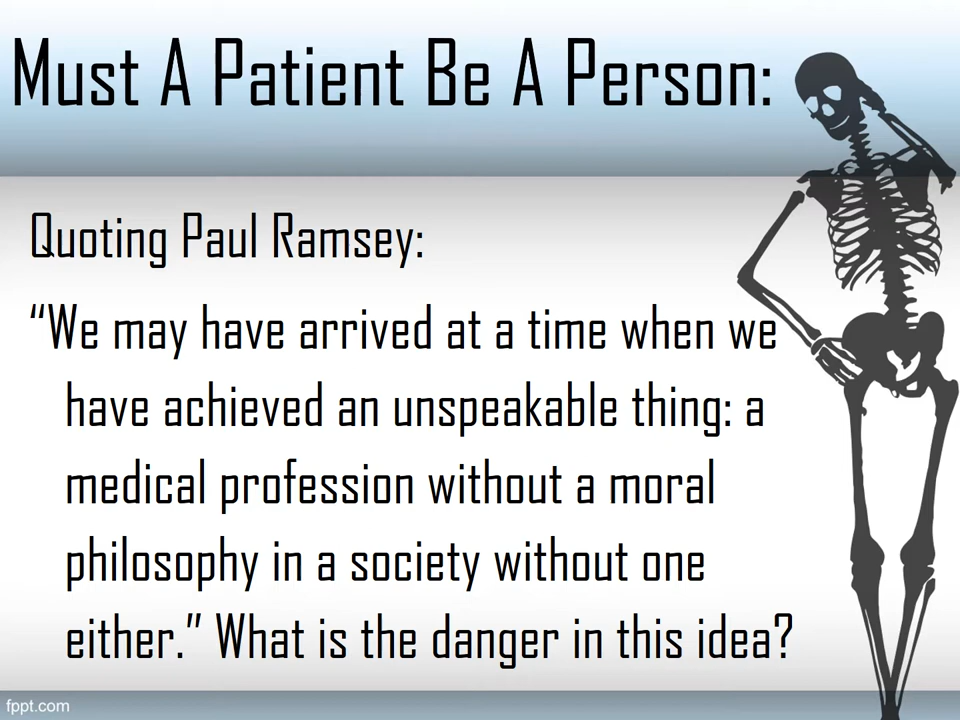 Must A Patient Be A Person:
Quoting Paul Ramsey:
“We may have arrived at a time when we
have achieved an unspeakable thing: a
medical profession without a moral
philosophy in a society without one
either.” What is the danger in this idea?
fppt.com